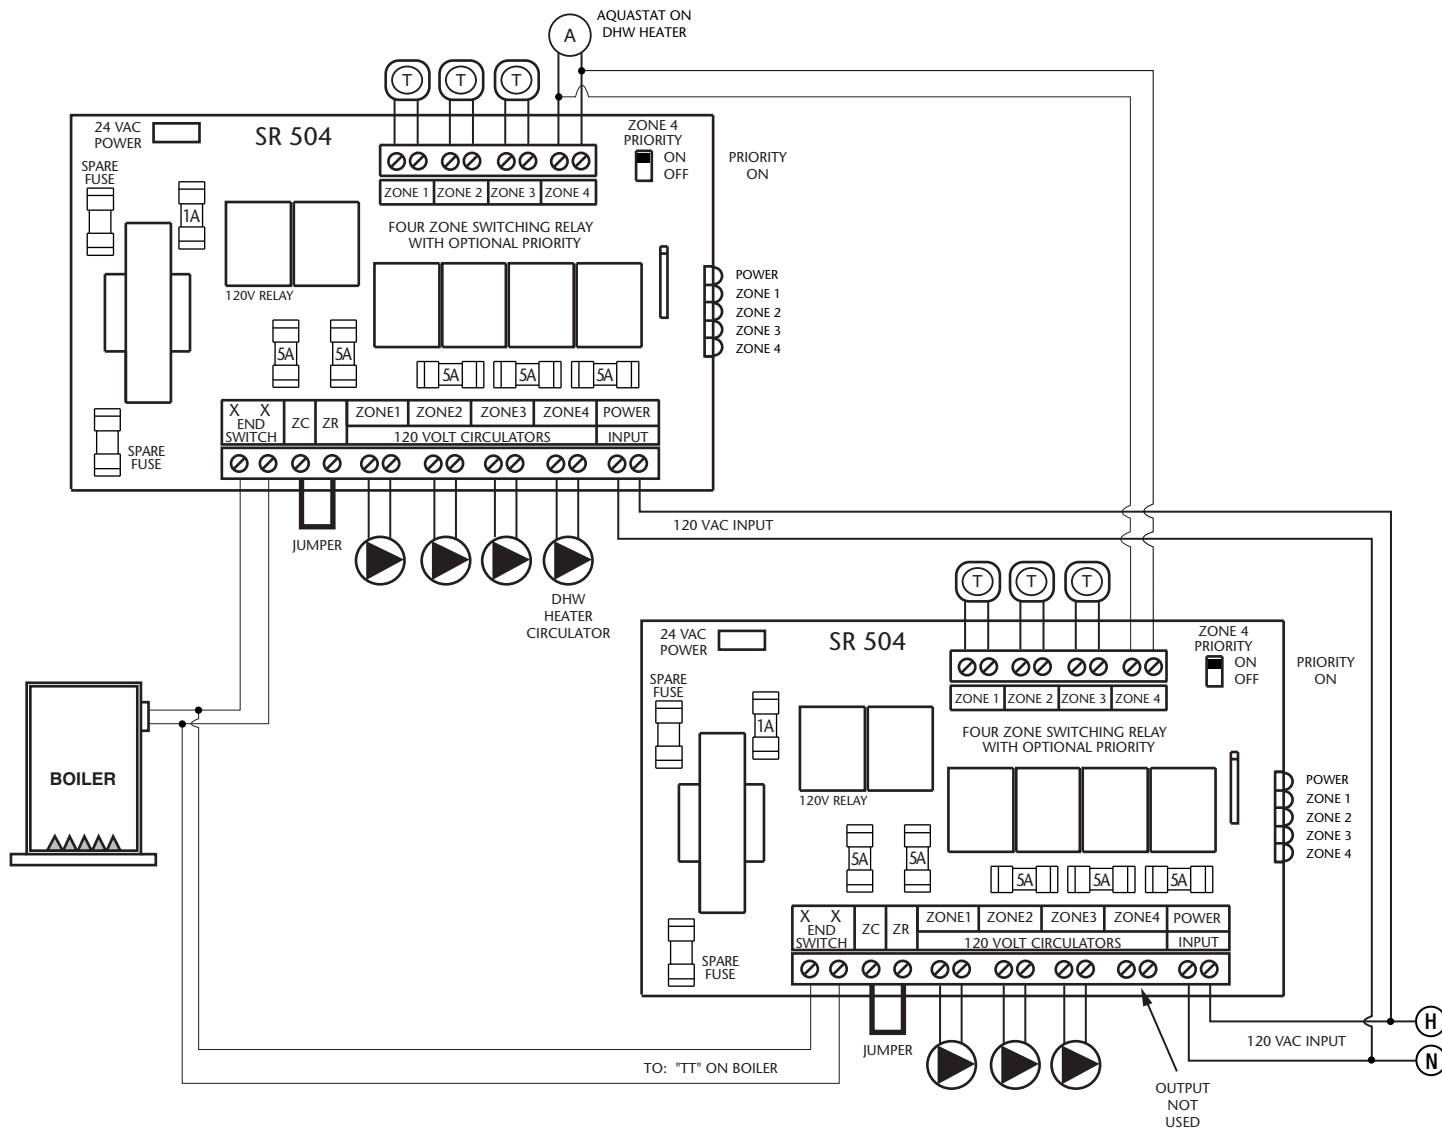 AQUASTAT ON
DHW HEATER
A
T
T
T
24 VAC
POWER
SR 504
ZONE 4
PRIORITY
ON
OFF
PRIORITY
ON
SPARE
FUSE
1A
ZONE 1
ZONE 2
ZONE 3
ZONE 4
FOUR ZONE SWITCHING RELAY
WITH OPTIONAL PRIORITY
120V RELAY
POWER
ZONE 1
ZONE 2
ZONE 3
ZONE 4
5A
5A
5A
5A
5A
X X
END
SWITCH
ZC
ZR
ZONE1
ZONE2
ZONE3
ZONE4
POWER
120 VOLT CIRCULATORS
INPUT
SPARE
FUSE
120 VAC INPUT
JUMPER
DHW
HEATER
CIRCULATOR
T
T
T
24 VAC
POWER
SR 504
ZONE 4
PRIORITY
ON
OFF
PRIORITY
ON
SPARE
FUSE
1A
ZONE 1
ZONE 2
ZONE 3
ZONE 4
FOUR ZONE SWITCHING RELAY
WITH OPTIONAL PRIORITY
BOILER
120V RELAY
POWER
ZONE 1
ZONE 2
ZONE 3
ZONE 4
5A
5A
5A
5A
5A
X X
END
SWITCH
ZC
ZR
ZONE1
ZONE2
ZONE3
ZONE4
POWER
120 VOLT CIRCULATORS
INPUT
SPARE
FUSE
H
120 VAC INPUT
N
JUMPER
TO: "TT" ON BOILER
OUTPUT
NOT
USED